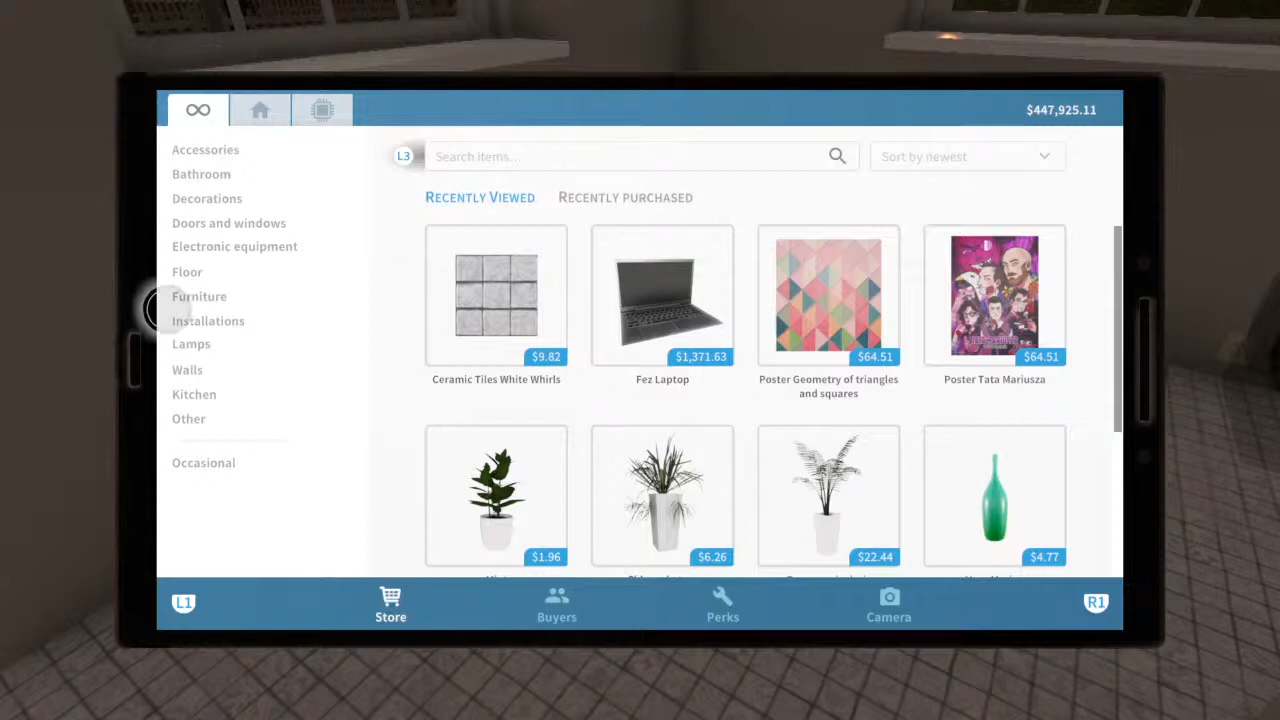 $447,925.11
Accessories
Bathroom
Decorations
Doors and windows
Electronic equipment
Floor
Furniture
Installations
Lamps
Walls
Kitchen
Other
Occasional
L3
Search items...
Sort by newest
Recently Viewed
Recently purchased
$9.82
$1,371.63
$64.51
$64.51
Ceramic Tiles White Whirls
Fez Laptop
Poster Geometry of triangles
and squares
Poster Tata Mariusza
$1.96
$6.26
$22.44
$4.77
L1
Store
Buyers
Perks
Camera
R1